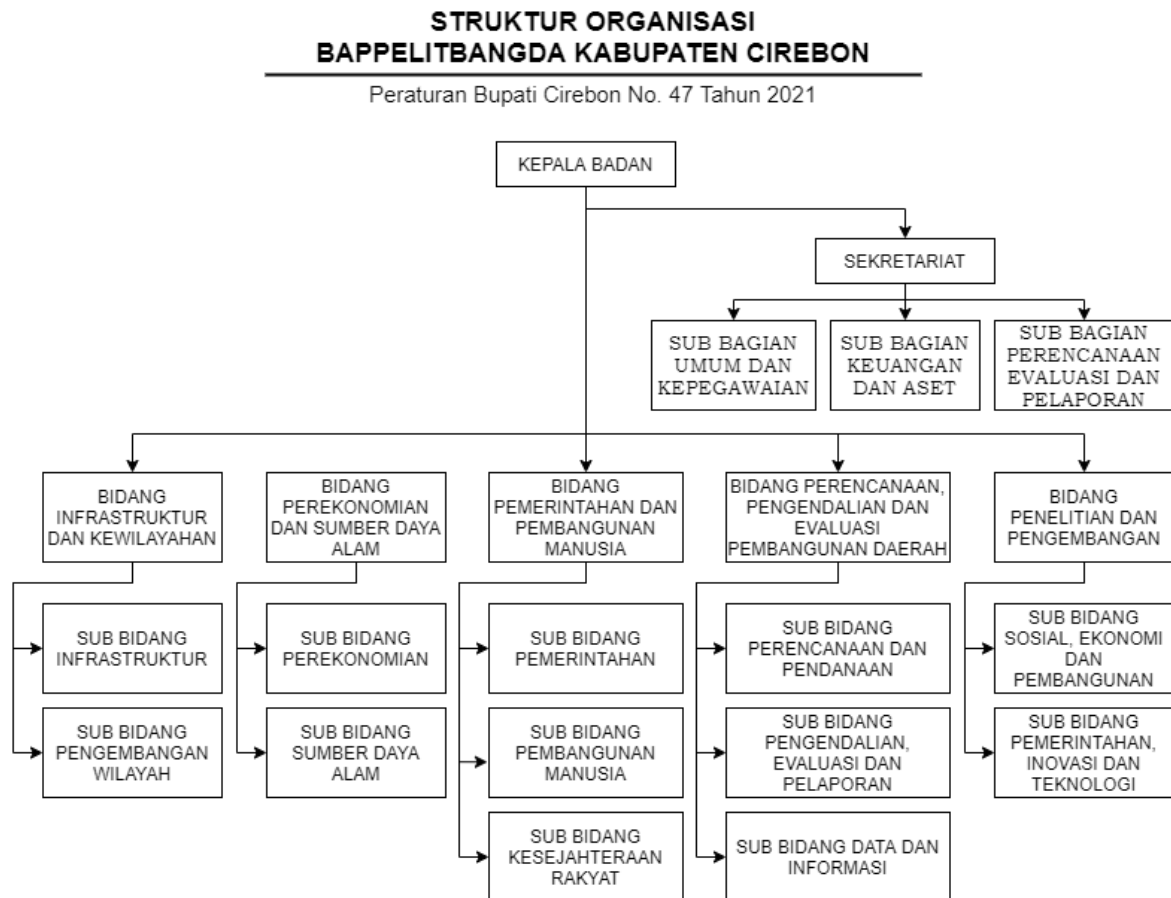 STRUKTUR ORGANISASI
BAPPELITBANGDA KABUPATEN CIREBON
Peraturan Bupati Cirebon No. 47 Tahun 2021
KEPALA BADAN
SEKRETARIAT
SUB BAGIAN
UMUM DAN
KEPEGAWAIAN
SUB BAGIAN
KEUANGAN
DAN ASET
SUB BAGIAN
PERENCANAAN
EVALUASI DAN
PELAPORAN
BIDANG
INFRASTRUKTUR
DAN KEWILAYAHAN
BIDANG
PEREKONOMIAN
DAN SUMBER DAYA
ALAM
BIDANG
PEMERINTAHAN DAN
PEMBANGUNAN
MANUSIA
BIDANG PERENCANAAN,
PENGENDALIAN DAN
EVALUASI
PEMBANGUNAN DAERAH
BIDANG
PENELITIAN DAN
PENGEMBANGAN
SUB BIDANG
INFRASTRUKTUR
SUB BIDANG
PEREKONOMIAN
SUB BIDANG
PEMERINTAHAN
SUB BIDANG
PERENCANAAN DAN
PENDANAAN
SUB BIDANG
SOSIAL, EKONOMI
DAN
PEMBANGUNAN
SUB BIDANG
PENGEMBANGAN
WILAYAH
SUB BIDANG
SUMBER DAYA
ALAM
SUB BIDANG
PEMBANGUNAN
MANUSIA
SUB BIDANG
PENGENDALIAN,
EVALUASI DAN
PELAPORAN
SUB BIDANG
PEMERINTAHAN,
INOVASI DAN
TEKNOLOGI
SUB BIDANG
KESEJAHTERAAN
RAKYAT
SUB BIDANG DATA DAN
INFORMASI